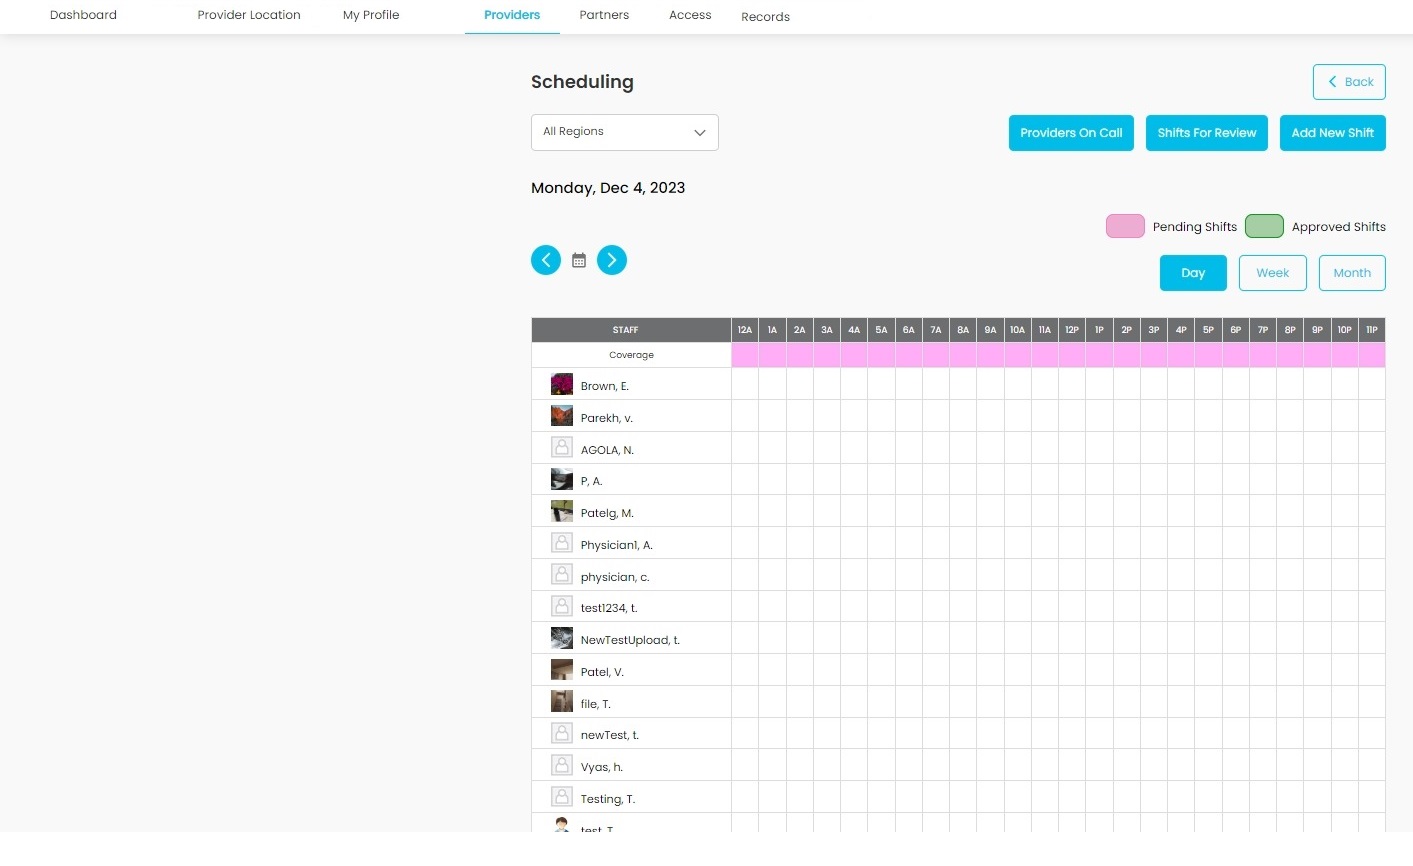 Dashboard Provider Location My Profile Providers Partners Access Records
Scheduling
Back
All Regions
Providers On Call Shifts For Review Add New Shift
Monday, Dec 4, 2023
Pending Shifts Approved Shifts
Day Week Month
STAFF 12A 1A 2A 3A 4A 5A 6A 7A 8A 9A 10A 11A 12P 1P 2P 3P 4P 5P 6P 7P 8P 9P 10P 11P
Coverage
Brown, E.
Parekh, v.
AGOLA, N.
P, A.
Patelg, M.
Physician1, A.
physician, c.
test1234, t.
NewTestUpload, t.
Patel, V.
file, T.
newTest, t.
Vyas, h.
Testing, T.
test, T